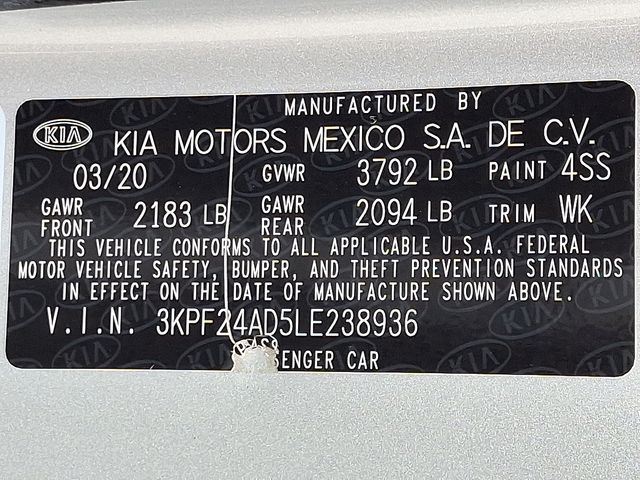 MANUFACTURED BY
KIA KIA MOTORS MEXICO S.A. DE C.V.
03/20 GVWR 3792 LB PAINT 4SS
GAWR FRONT 2183 LB GAWR REAR 2094 LB TRIM WK
THIS VEHICLE CONFORMS TO ALL APPLICABLE U.S.A. FEDERAL
MOTOR VEHICLE SAFETY, BUMPER, AND THEFT PREVENTION STANDARDS
IN EFFECT ON THE DATE OF MANUFACTURE SHOWN ABOVE.
V.I.N. 3KPF24AD5LE238936
PASSENGER CAR